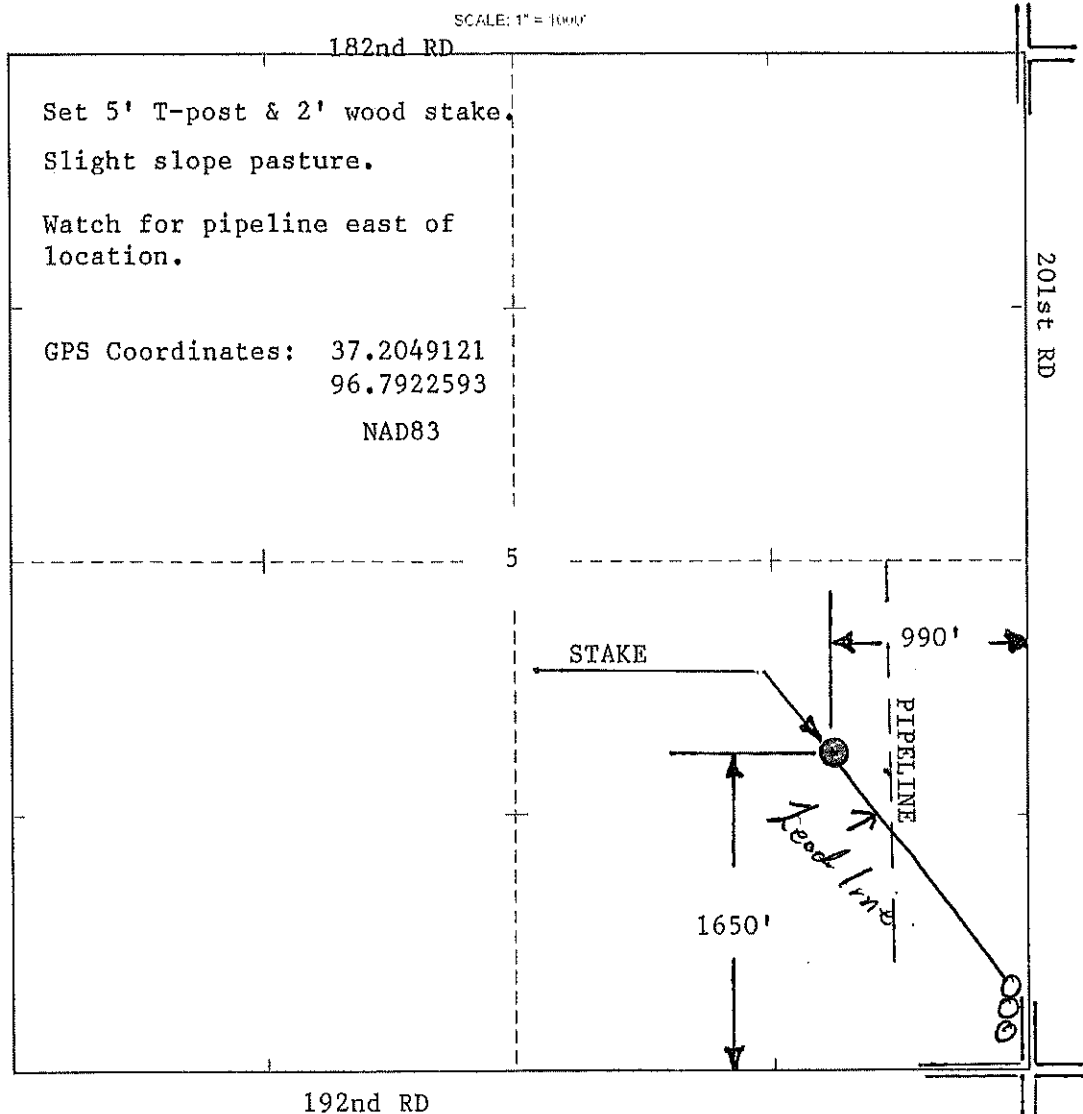 SCALE: 1" = 1000'
182nd RD
Set 5' T-post & 2' wood stake.
Slight slope pasture.
Watch for pipeline east of
location.
201st RD
GPS Coordinates: 37.2049121
96.7922593
NAD83
5
990'
STAKE
PIPELINE
Lead line
1650'
192nd RD